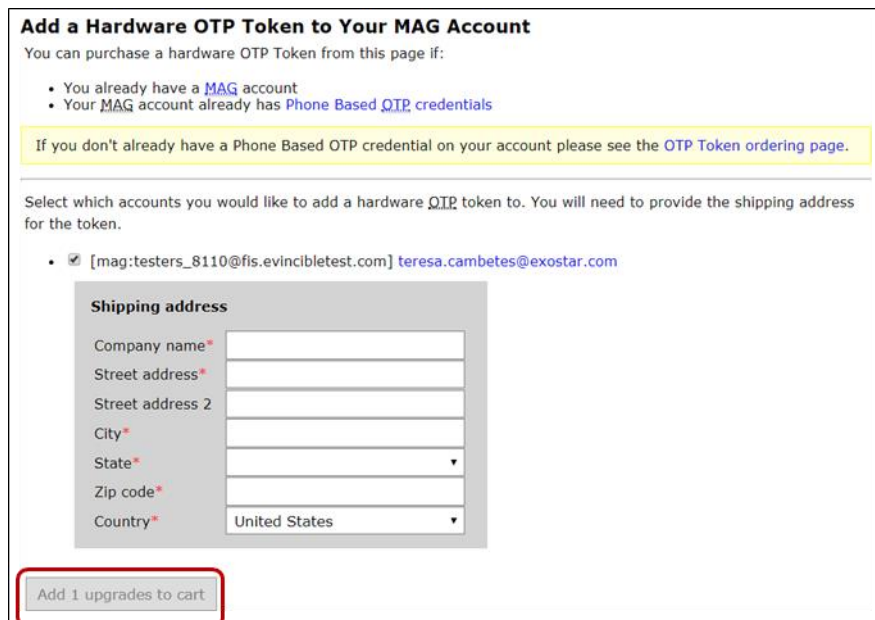 Add a Hardware OTP Token to Your MAG Account
You can purchase a hardware OTP Token from this page if:
• You already have a MAG account
• Your MAG account already has Phone Based OTP credentials
If you don't already have a Phone Based OTP credential on your account please see the OTP Token ordering page.
Select which accounts you would like to add a hardware OTP token to. You will need to provide the shipping address
for the token.
• [mag:testers_8110@fis.evincibletest.com] teresa.cambetes@exostar.com
Shipping address
Company name*
Street address*
Street address 2
City*
State*
Zip code*
Country* United States
Add 1 upgrades to cart